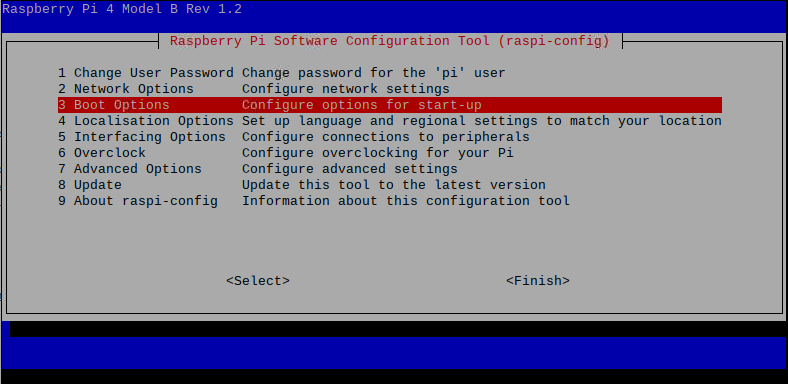 Raspberry Pi 4 Model B Rev 1.2
Raspberry Pi Software Configuration Tool (raspi-config)
1 Change User Password Change password for the 'pi' user
2 Network Options Configure network settings
3 Boot Options Configure options for start-up
4 Localisation Options Set up language and regional settings to match your location
5 Interfacing Options Configure connections to peripherals
6 Overclock Configure overclocking for your Pi
7 Advanced Options Configure advanced settings
8 Update Update this tool to the latest version
9 About raspi-config Information about this configuration tool
<Select> <Finish>